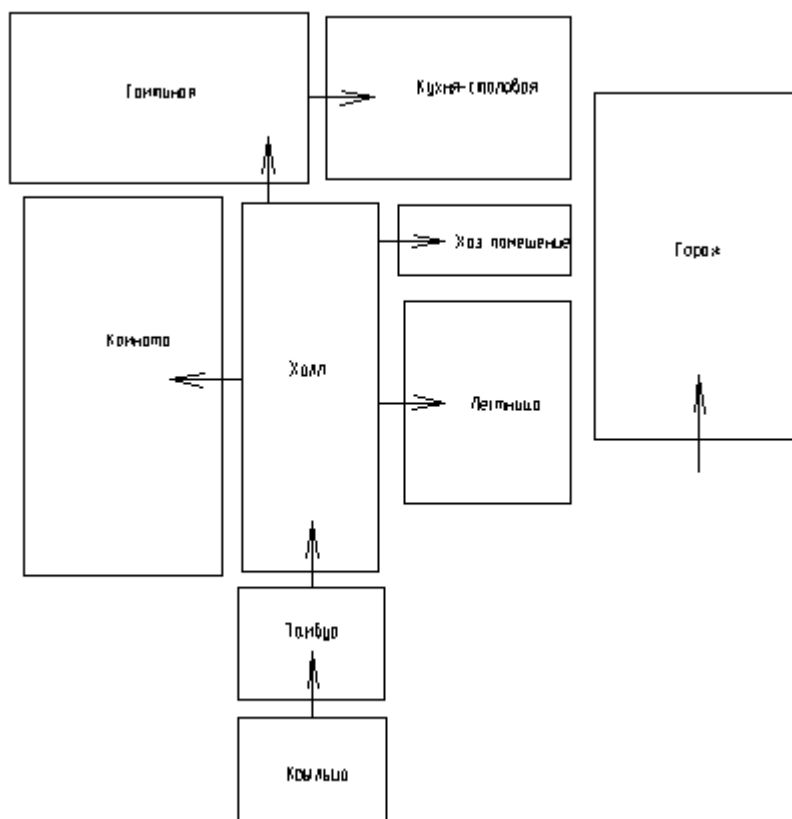 Гостиная
Кухня-столовая
Хоз помещение
Гараж
Комната
Холл
Лестница
Тамбур
Крыльцо